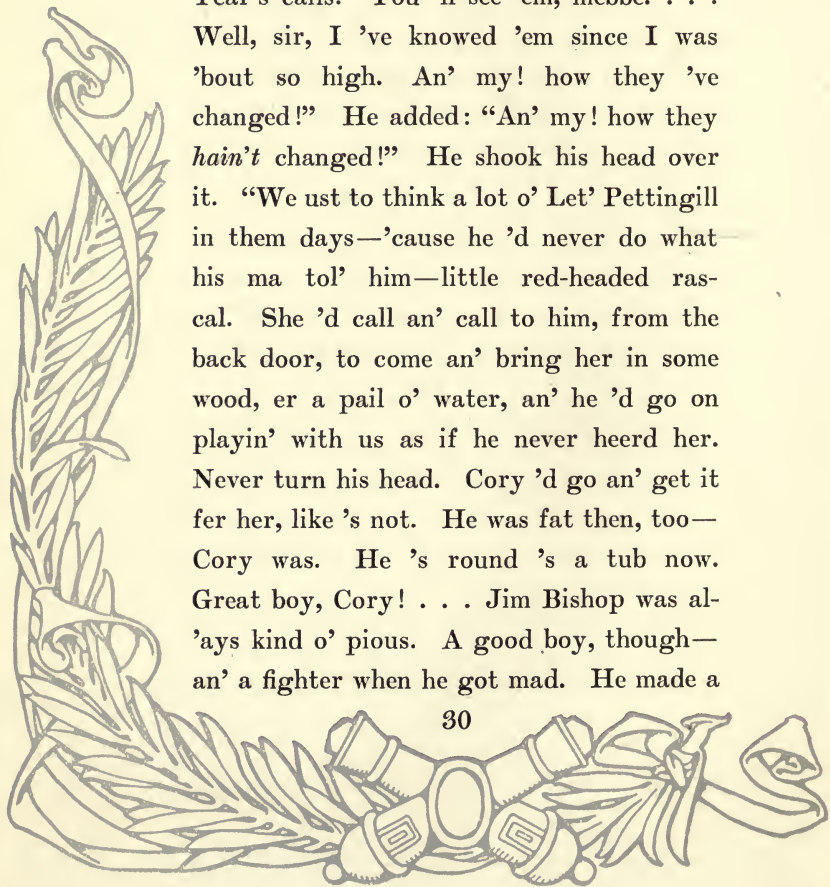 Year's calls. You 'll see 'em, mebbe. . . .
Well, sir, I 've knowed 'em since I was
'bout so high. An' my! how they 've
changed!" He added: "An' my! how they
hain't changed!" He shook his head over
it. "We ust to think a lot o' Let' Pettingill
in them days—'cause he 'd never do what
his ma tol' him—little red-headed ras-
cal. She 'd call an' call to him, from the
back door, to come an' bring her in some
wood, er a pail o' water, an' he 'd go on
playin' with us as if he never heerd her.
Never turn his head. Cory 'd go an' get it
fer her, like 's not. He was fat then, too—
Cory was. He 's round 's a tub now.
Great boy, Cory! . . . Jim Bishop was al-
'ays kind o' pious. A good boy, though—
an' a fighter when he got mad. He made a
30